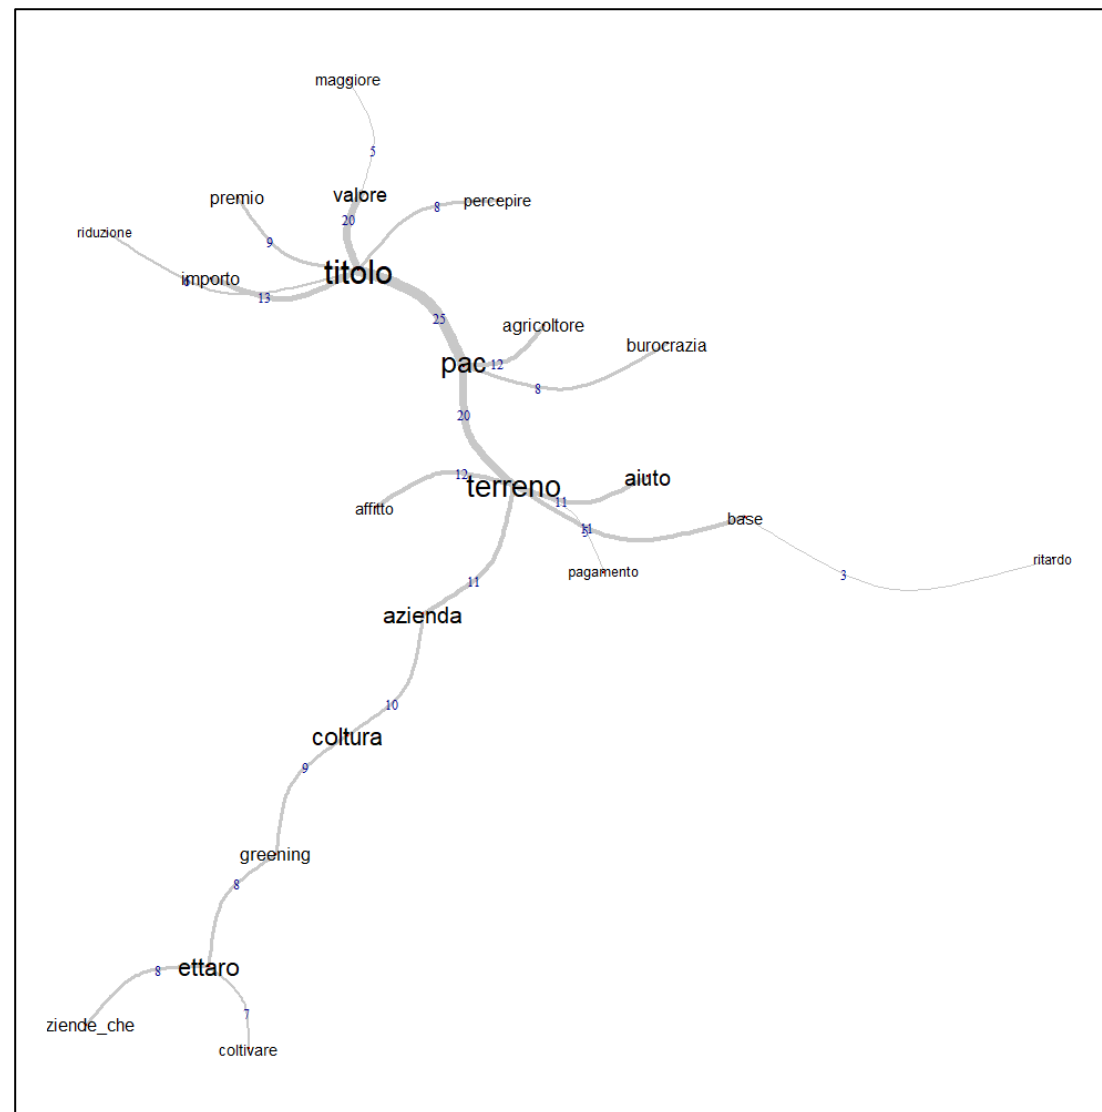 maggiore
5
valore
premio
percepire
20
8
riduzione
9
titolo
importo
13
25
agricoltore
burocrazia
pac
12
8
20
12
terreno
aiuto
11
affitto
base
pagamento
3
ritardo
11
azienda
10
coltura
9
greening
8
ettaro
8
7
ziende_che
coltivare